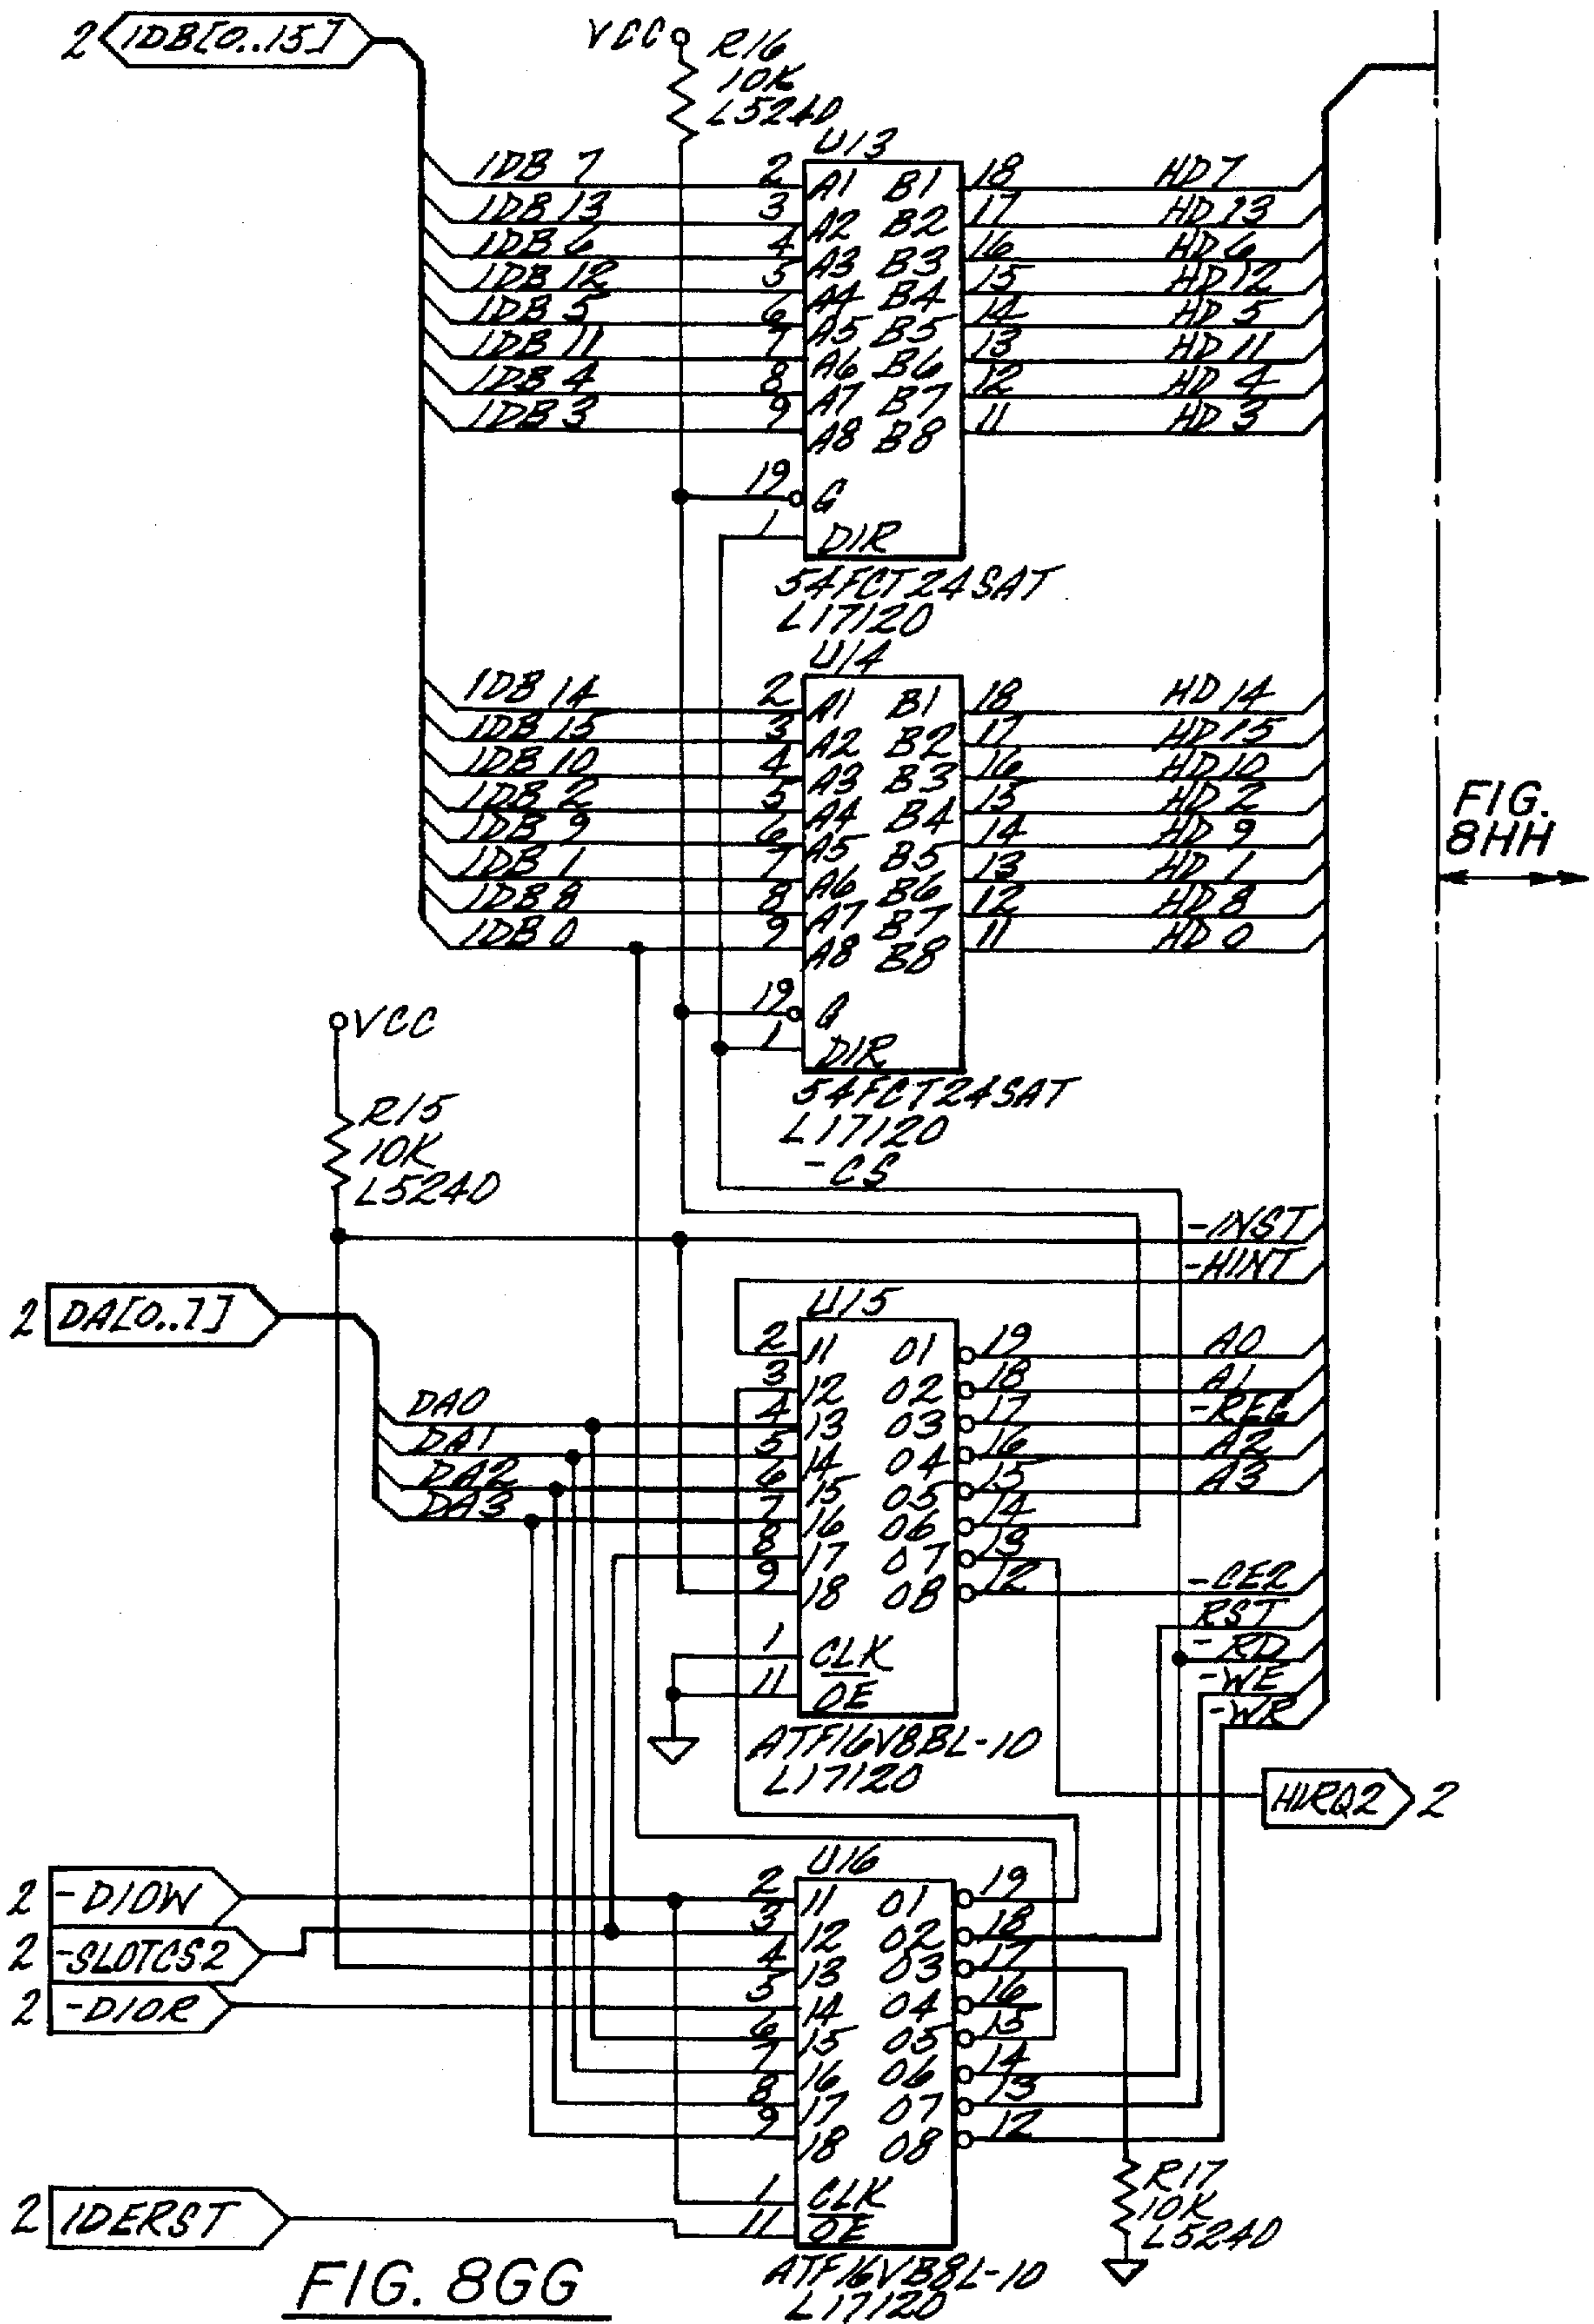 2 IDB[0..15]
VCC
R16
10K
L524D
U13
IDB 7 2 A1 B1 18 HD7
IDB 13 3 A2 B2 17 HD 13
IDB 6 4 A3 B3 16 HD 6
IDB 12 5 A4 B4 15 HD12
IDB 5 6 A5 B5 14 HD 5
IDB 11 7 A6 B6 13 HD 11
IDB 4 8 A7 B7 12 HD 4
IDB 3 9 A8 B8 11 HD 3
19 G
1 DIR
54FCT24SAT
L17120
U14
IDB 14 2 A1 B1 18 HD 14
IDB 15 3 A2 B2 17 HD 15
IDB 10 4 A3 B3 16 HD 10
IDB 2 5 A4 B4 15 HD 2
IDB 9 6 A5 B5 14 HD 9
IDB 1 7 A6 B6 13 HD 1
IDB 8 8 A7 B7 12 HD 8
IDB 0 9 A8 B8 11 HD 0
19 G
1 DIR
54FCT24SAT
L17120
FIG.
8HH
VCC
R15
10K
L524D
-CS
-INST
-HINT
2 DA[0..7]
U15
2 I1 O1 19 A0
3 I2 O2 18 A1
DA0 4 I3 O3 17 -REG
DA1 5 I4 O4 16 A2
DA2 6 I5 O5 15 A3
DA3 7 I6 O6 14
8 I7 O7 13
9 I8 O8 12 -CE2
RST
1 CLK -RD
11 OE -WE
-WR
ATF16V8BL-10
L17120
HIRQ2 2
U16
2 -DIOW 2 I1 O1 19
2 -SLOTCS2 3 I2 O2 18
4 I3 O3 17
2 -DIOR 5 I4 O4 16
6 I5 O5 15
7 I6 O6 14
8 I7 O7 13
9 I8 O8 12
1 CLK
2 IDERST 11 OE
R17
10K
L524D
ATF16VB8L-10
L17120
FIG. 8GG